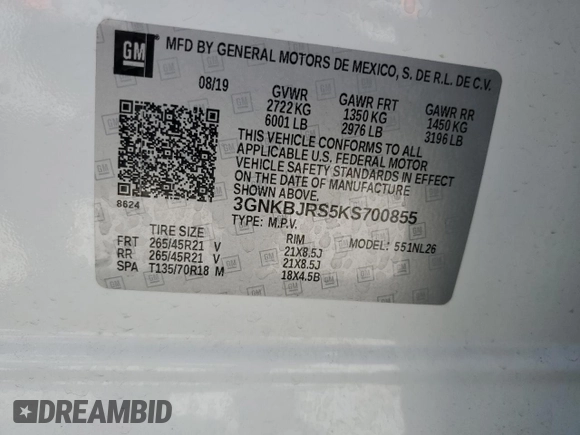 GM
MFD BY GENERAL MOTORS DE MEXICO, S. DE R.L. DE C.V.
08/19 GVWR GAWR FRT GAWR RR
2722 KG 1350 KG 1450 KG
6001 LB 2976 LB 3196 LB
THIS VEHICLE CONFORMS TO ALL
APPLICABLE U.S. FEDERAL MOTOR
VEHICLE SAFETY STANDARDS IN
EFFECT ON THE DATE OF MANUFACTURE
SHOWN ABOVE.
8624
3GNKBJRS5KS700855
TYPE: M.P.V.
TIRE SIZE RIM MODEL: 551NL26
FRT 265/45R21 V 21X8.5J
RR 265/45R21 V 21X8.5J
SPA T135/70R18 M 18X4.5B
DREAMBID